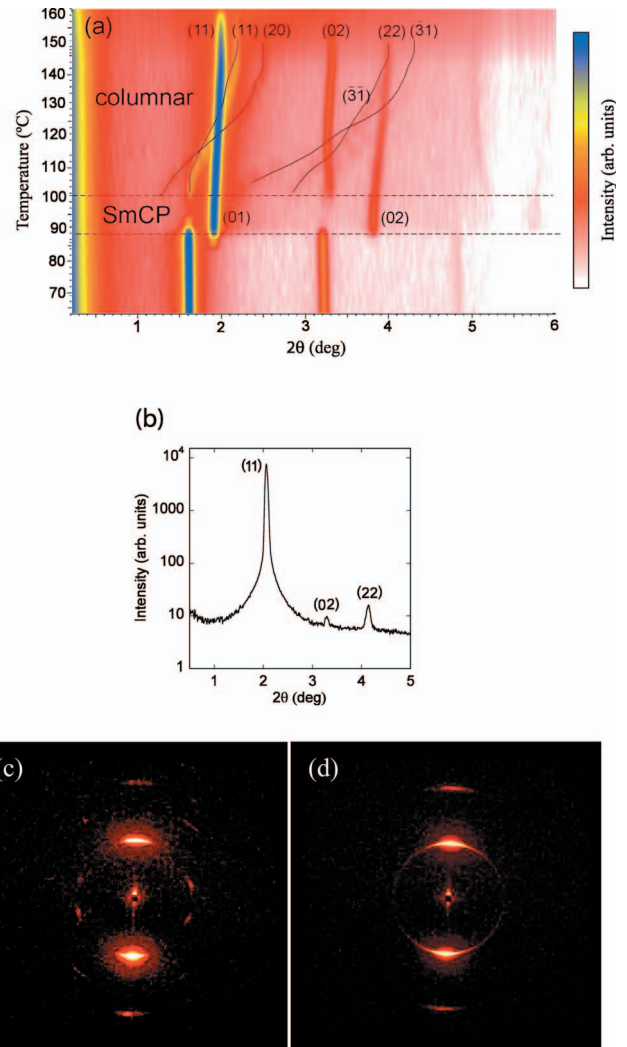 (a)
(11) (11) (20) (02) (22) (3̄1)
(3̄1̄)
columnar
SmCP
(01) (02)
160
150
140
130
120
110
100
90
80
70
Temperature (ºC)
1 2 3 4 5 6
2θ (deg)
Intensity (arb. units)
(b)
10⁴
1000
100
10
1
Intensity (arb. units)
(11)
(02) (22)
1 2 3 4 5
2θ (deg)
(c) (d)